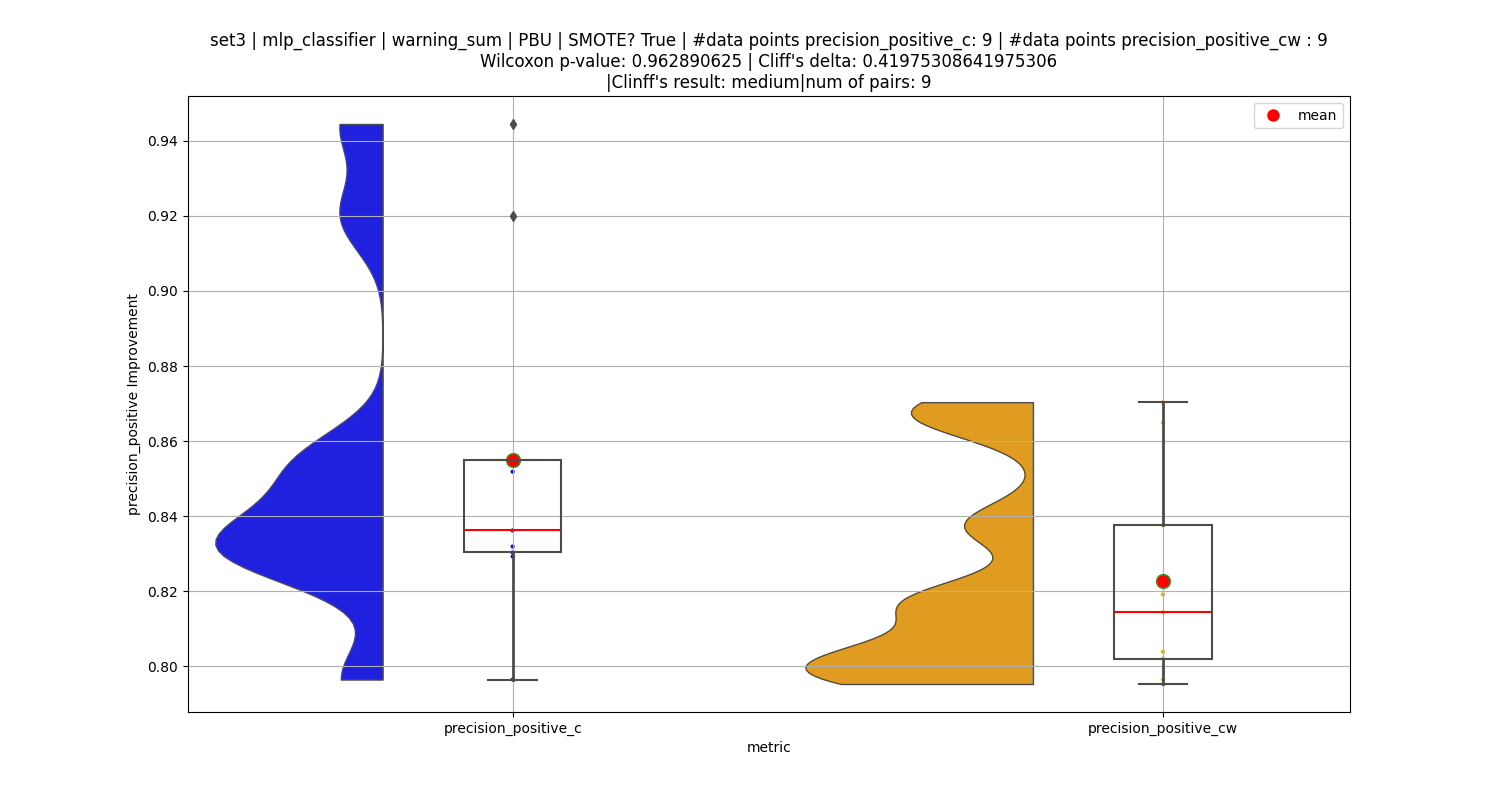 set3 | mlp_classifier | warning_sum | PBU | SMOTE? True | #data points precision_positive_c: 9 | #data points precision_positive_cw : 9
Wilcoxon p-value: 0.962890625 | Cliff's delta: 0.41975308641975306
|Clinff's result: medium|num of pairs: 9
mean
0.94
0.92
0.90
0.88
0.86
0.84
0.82
0.80
precision_positive Improvement
precision_positive_c
precision_positive_cw
metric